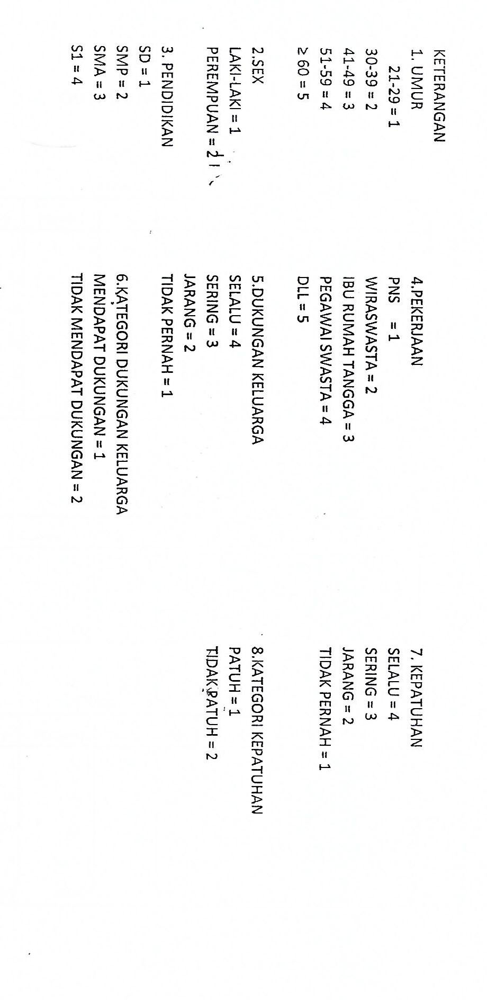 KETERANGAN
1. UMUR
21-29 = 1
30-39 = 2
41-49 = 3
51-59 = 4
≥ 60 = 5
2.SEX
LAKI-LAKI = 1
PEREMPUAN = 2
3. PENDIDIKAN
SD = 1
SMP = 2
SMA = 3
S1 = 4
4.PEKERJAAN
PNS = 1
WIRASWASTA = 2
IBU RUMAH TANGGA = 3
PEGAWAI SWASTA = 4
DLL = 5
5.DUKUNGAN KELUARGA
SELALU = 4
SERING = 3
JARANG = 2
TIDAK PERNAH = 1
6.KATEGORI DUKUNGAN KELUARGA
MENDAPAT DUKUNGAN = 1
TIDAK MENDAPAT DUKUNGAN = 2
7. KEPATUHAN
SELALU = 4
SERING = 3
JARANG = 2
TIDAK PERNAH = 1
8.KATEGORI KEPATUHAN
PATUH = 1
TIDAK PATUH = 2